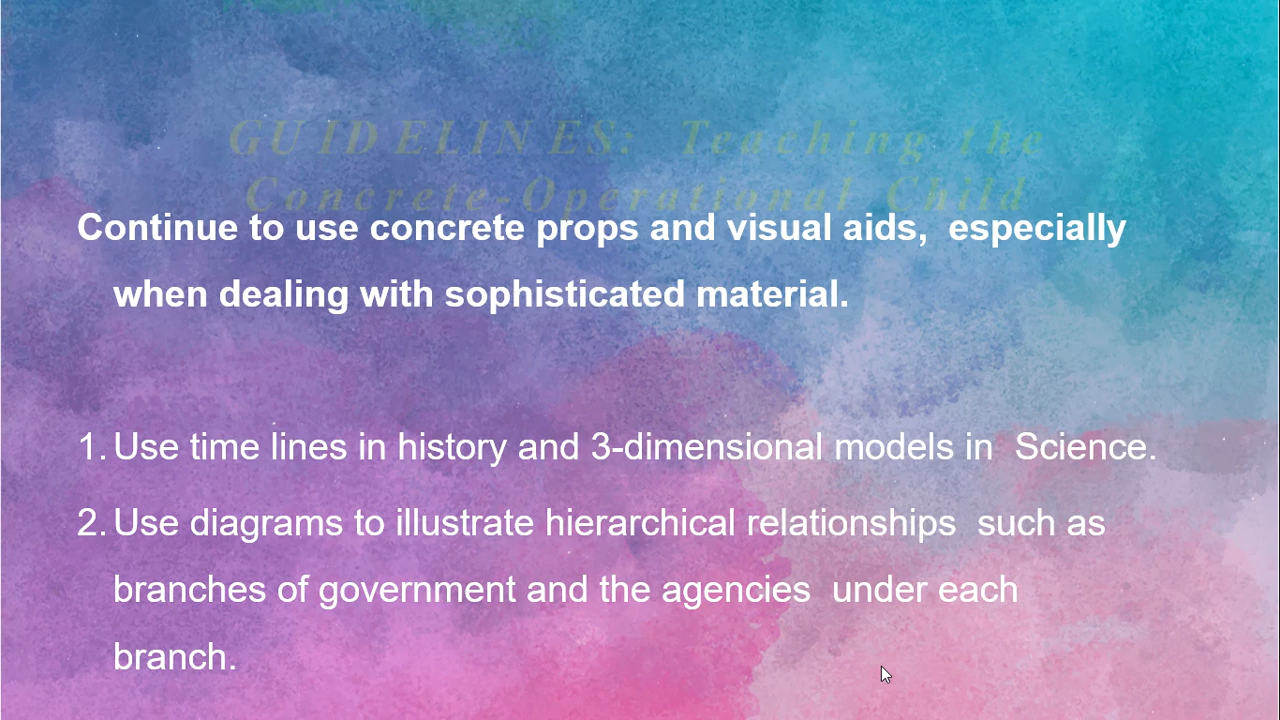 GUIDELINES: Teaching the
Concrete-Operational Child
Continue to use concrete props and visual aids, especially
when dealing with sophisticated material.
1. Use time lines in history and 3-dimensional models in Science.
2. Use diagrams to illustrate hierarchical relationships such as
branches of government and the agencies under each
branch.